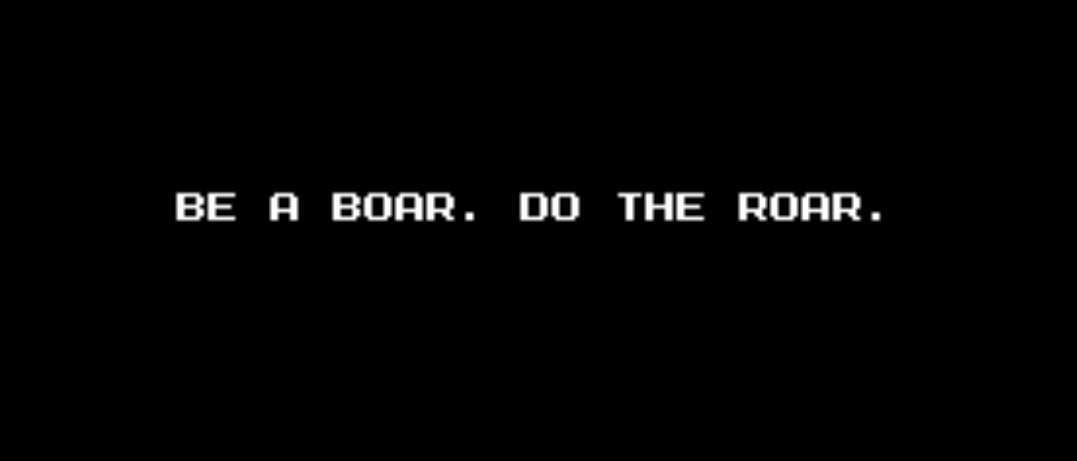 BE A BOAR. DO THE ROAR.